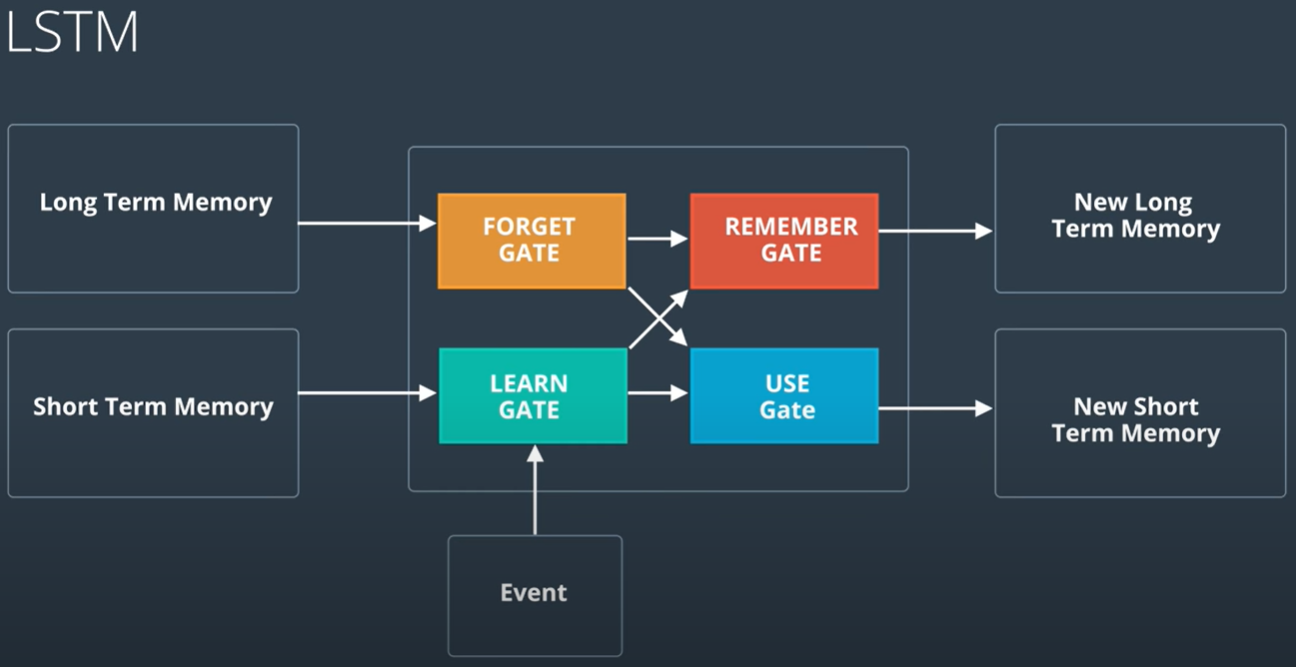 LSTM
Long Term Memory
FORGET
GATE
REMEMBER
GATE
New Long
Term Memory
Short Term Memory
LEARN
GATE
USE
Gate
New Short
Term Memory
Event